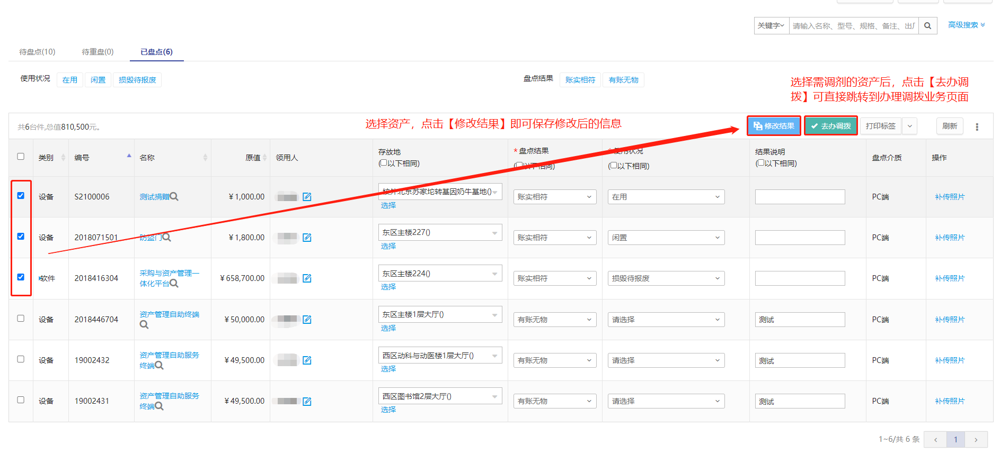 关键字 请输入名称、型号、规格、备注、出厂 高级搜索
待盘点(10) 待重盘(0) 已盘点(6)
使用状况 在用 闲置 损毁待报废 盘点结果 账实相符 有账无物
选择需调剂的资产后，点击【去办调
拨】可直接跳转到办理调拨业务页面
共6台件,总值810,500元。
选择资产，点击【修改结果】即可保存修改后的信息
修改结果 去办调拨 打印标签 刷新
类别 编号 名称 原值 领用人 存放地 *盘点结果 *使用状况 结果说明 盘点介质 操作
(以下相同) (以下相同) (以下相同) (以下相同)
设备 S2100006 测试捐赠 ¥1,000.00 校外北京苏家坨转基因奶牛基地() 账实相符 在用 PC端 补传照片
选择
设备 2018071501 防盗门 ¥1,800.00 东区主楼227() 账实相符 闲置 PC端 补传照片
选择
软件 2018416304 采购与资产管理一 ¥658,700.00 东区主楼224() 账实相符 损毁待报废 PC端 补传照片
体化平台 选择
设备 2018446704 资产管理自助终端 ¥50,000.00 东区主楼1层大厅() 有账无物 请选择 测试 PC端 补传照片
选择
设备 19002432 资产管理自助服务 ¥49,500.00 西区动科与动医楼1层大厅() 有账无物 请选择 测试 PC端 补传照片
终端 选择
设备 19002431 资产管理自助服务 ¥49,500.00 西区图书馆2层大厅() 有账无物 请选择 测试 PC端 补传照片
终端 选择
1~6/共 6 条 ‹ 1 ›